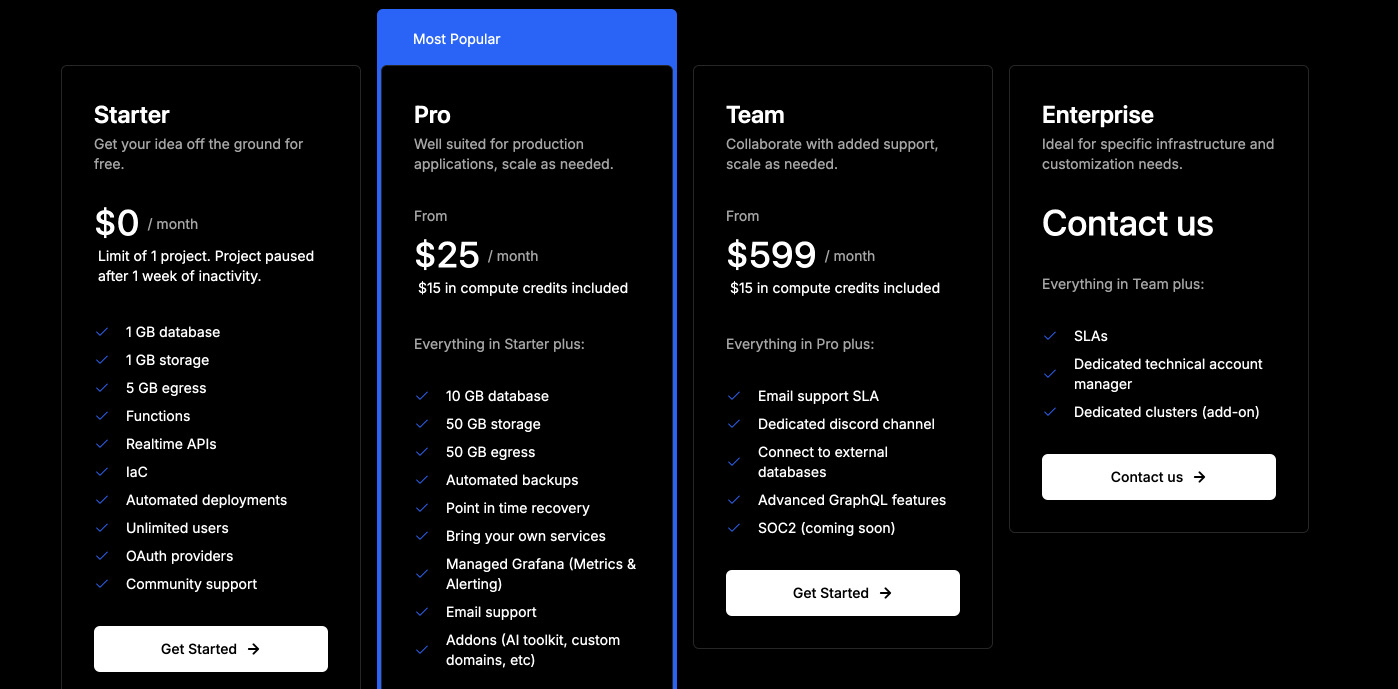 Most Popular
Starter
Get your idea off the ground for
free.
$0 / month
Limit of 1 project. Project paused
after 1 week of inactivity.
1 GB database
1 GB storage
5 GB egress
Functions
Realtime APIs
IaC
Automated deployments
Unlimited users
OAuth providers
Community support
Get Started
Pro
Well suited for production
applications, scale as needed.
From
$25 / month
$15 in compute credits included
Everything in Starter plus:
10 GB database
50 GB storage
50 GB egress
Automated backups
Point in time recovery
Bring your own services
Managed Grafana (Metrics &
Alerting)
Email support
Addons (AI toolkit, custom
domains, etc)
Team
Collaborate with added support,
scale as needed.
From
$599 / month
$15 in compute credits included
Everything in Pro plus:
Email support SLA
Dedicated discord channel
Connect to external
databases
Advanced GraphQL features
SOC2 (coming soon)
Get Started
Enterprise
Ideal for specific infrastructure and
customization needs.
Contact us
Everything in Team plus:
SLAs
Dedicated technical account
manager
Dedicated clusters (add-on)
Contact us